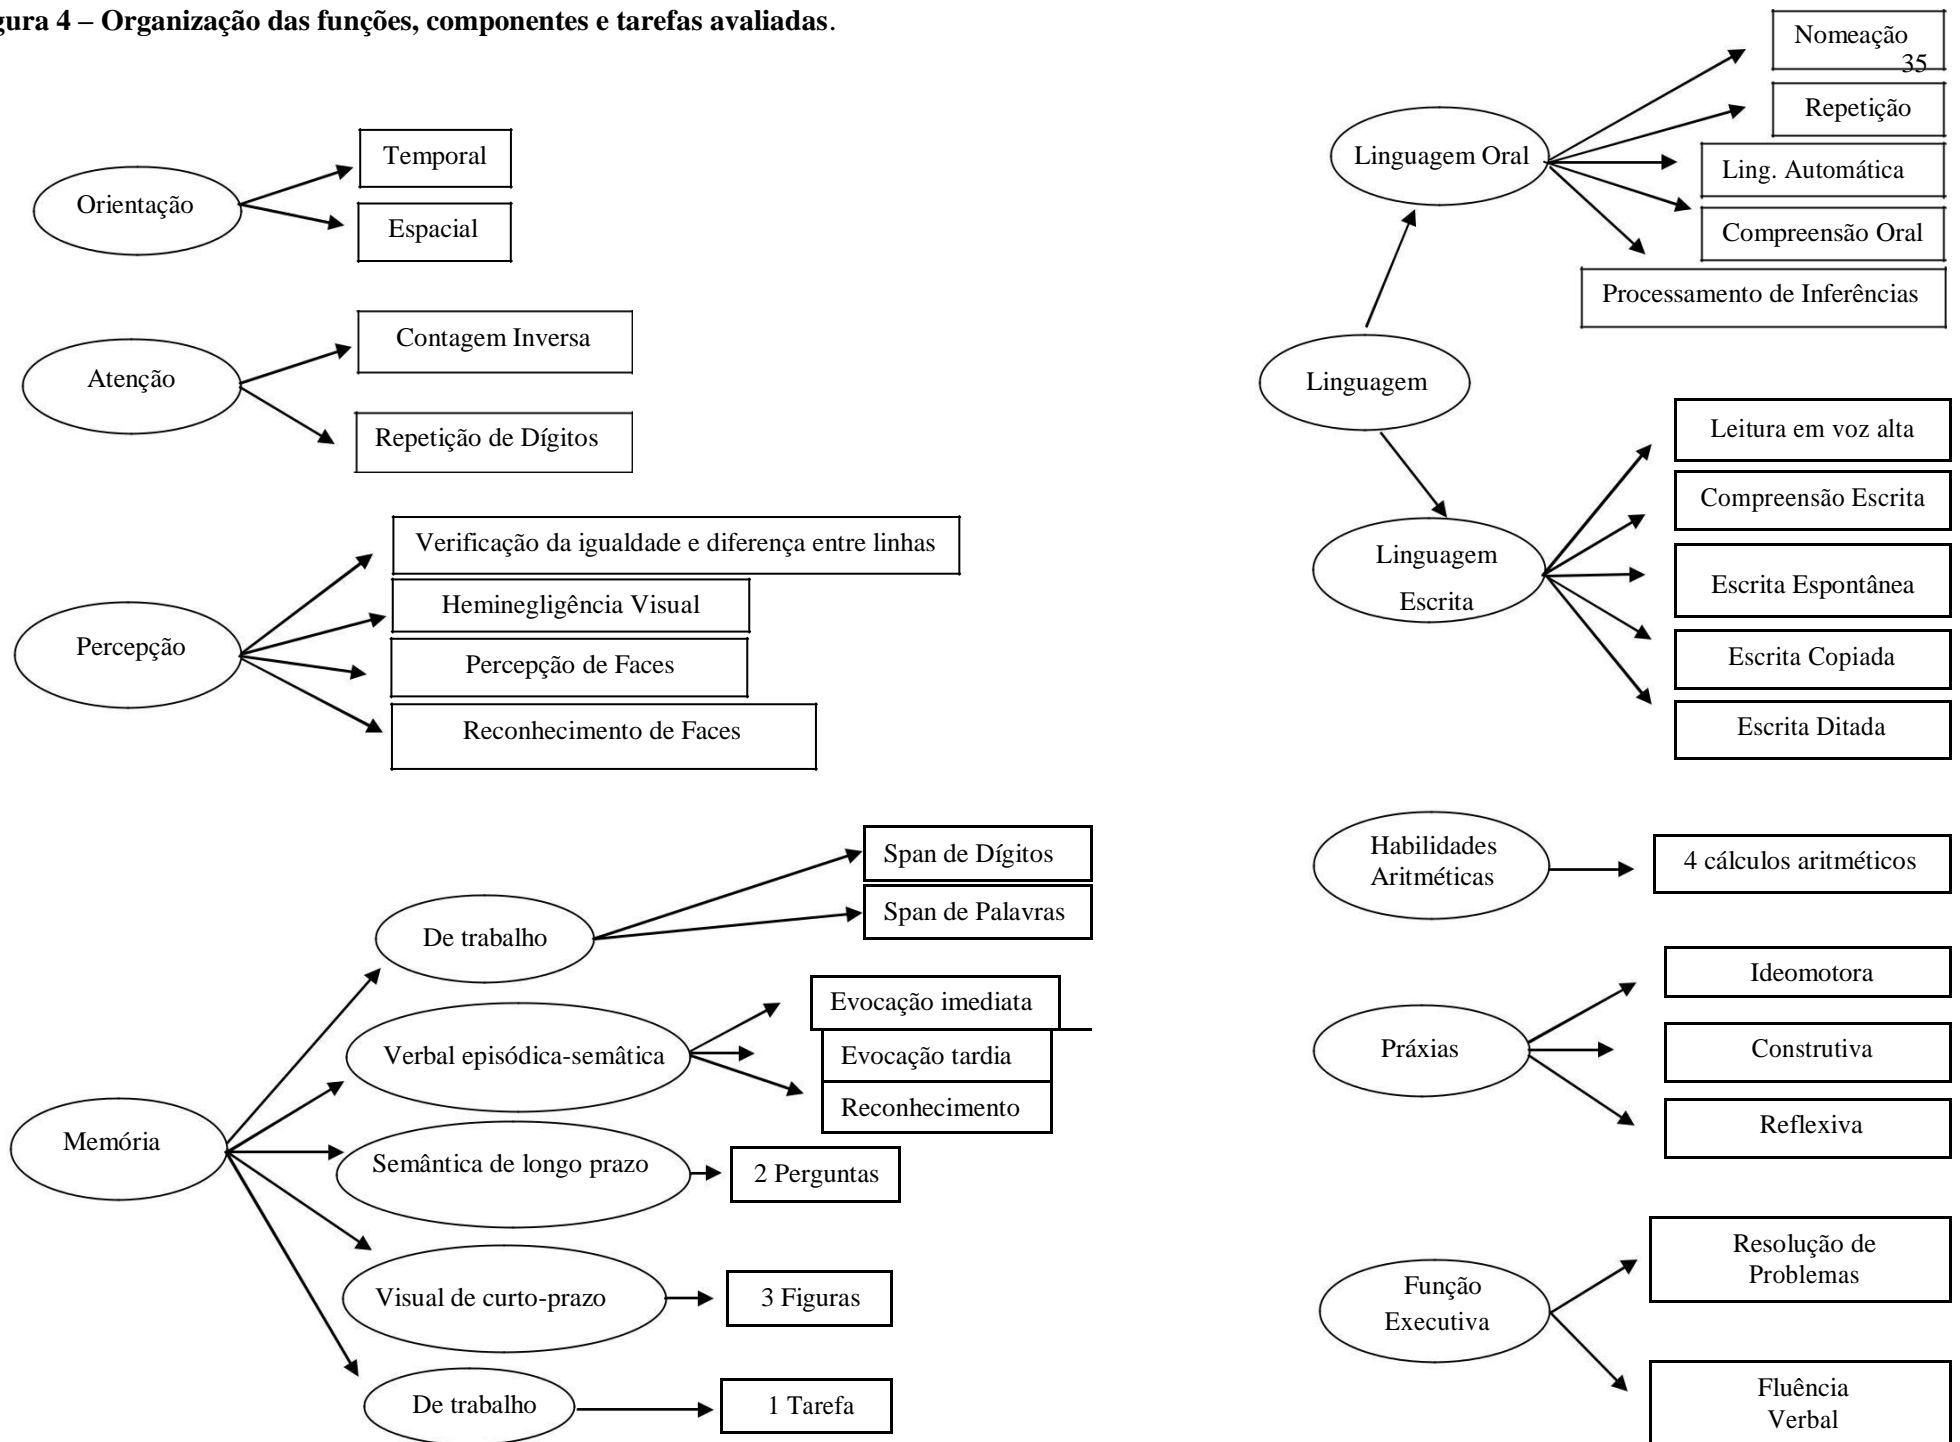 gura 4 – Organização das funções, componentes e tarefas avaliadas.
Orientação
Temporal
Espacial
Atenção
Contagem Inversa
Repetição de Dígitos
Percepção
Verificação da igualdade e diferença entre linhas
Heminegligência Visual
Percepção de Faces
Reconhecimento de Faces
Memória
De trabalho
Span de Dígitos
Span de Palavras
Verbal episódica-semâtica
Evocação imediata
Evocação tardia
Reconhecimento
Semântica de longo prazo
2 Perguntas
Visual de curto-prazo
3 Figuras
De trabalho
1 Tarefa
Linguagem
Linguagem Oral
Nomeação
35
Repetição
Ling. Automática
Compreensão Oral
Processamento de Inferências
Linguagem
Escrita
Leitura em voz alta
Compreensão Escrita
Escrita Espontânea
Escrita Copiada
Escrita Ditada
Habilidades
Aritméticas
4 cálculos aritméticos
Práxias
Ideomotora
Construtiva
Reflexiva
Função
Executiva
Resolução de
Problemas
Fluência
Verbal